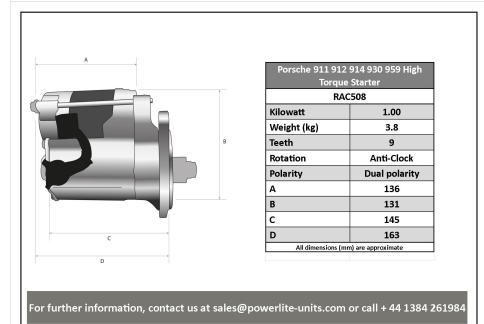 A
B
C
D
Porsche 911 912 914 930 959 High
Torque Starter
RAC508
Kilowatt 1.00
Weight (kg) 3.8
Teeth 9
Rotation Anti-Clock
Polarity Dual polarity
A 136
B 131
C 145
D 163
All dimensions (mm) are approximate
For further information, contact us at sales@powerlite-units.com or call + 44 1384 261984